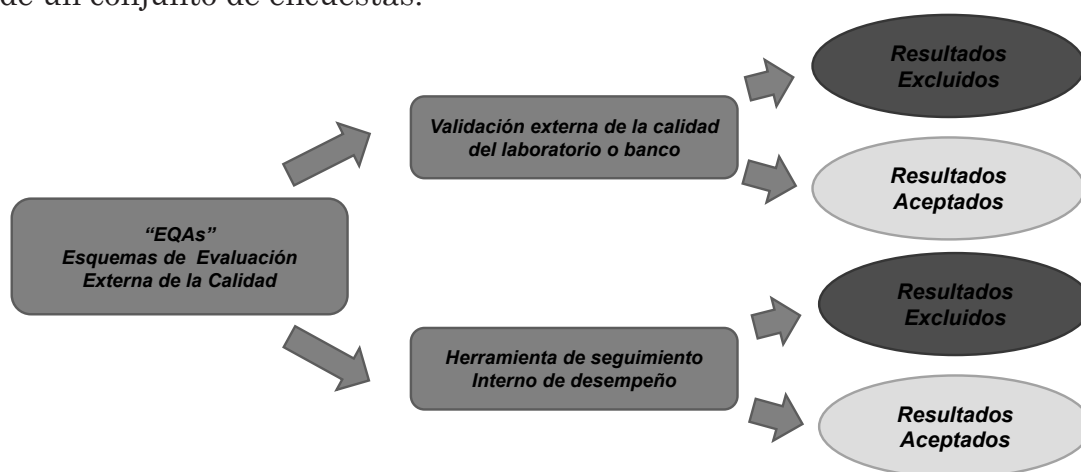 de un conjunto de encuestas.
Resultados
Excluidos
Validación externa de la calidad
del laboratorio o banco
Resultados
Aceptados
“EQAs”
Esquemas de Evaluación
Externa de la Calidad
Resultados
Excluidos
Herramienta de seguimiento
Interno de desempeño
Resultados
Aceptados